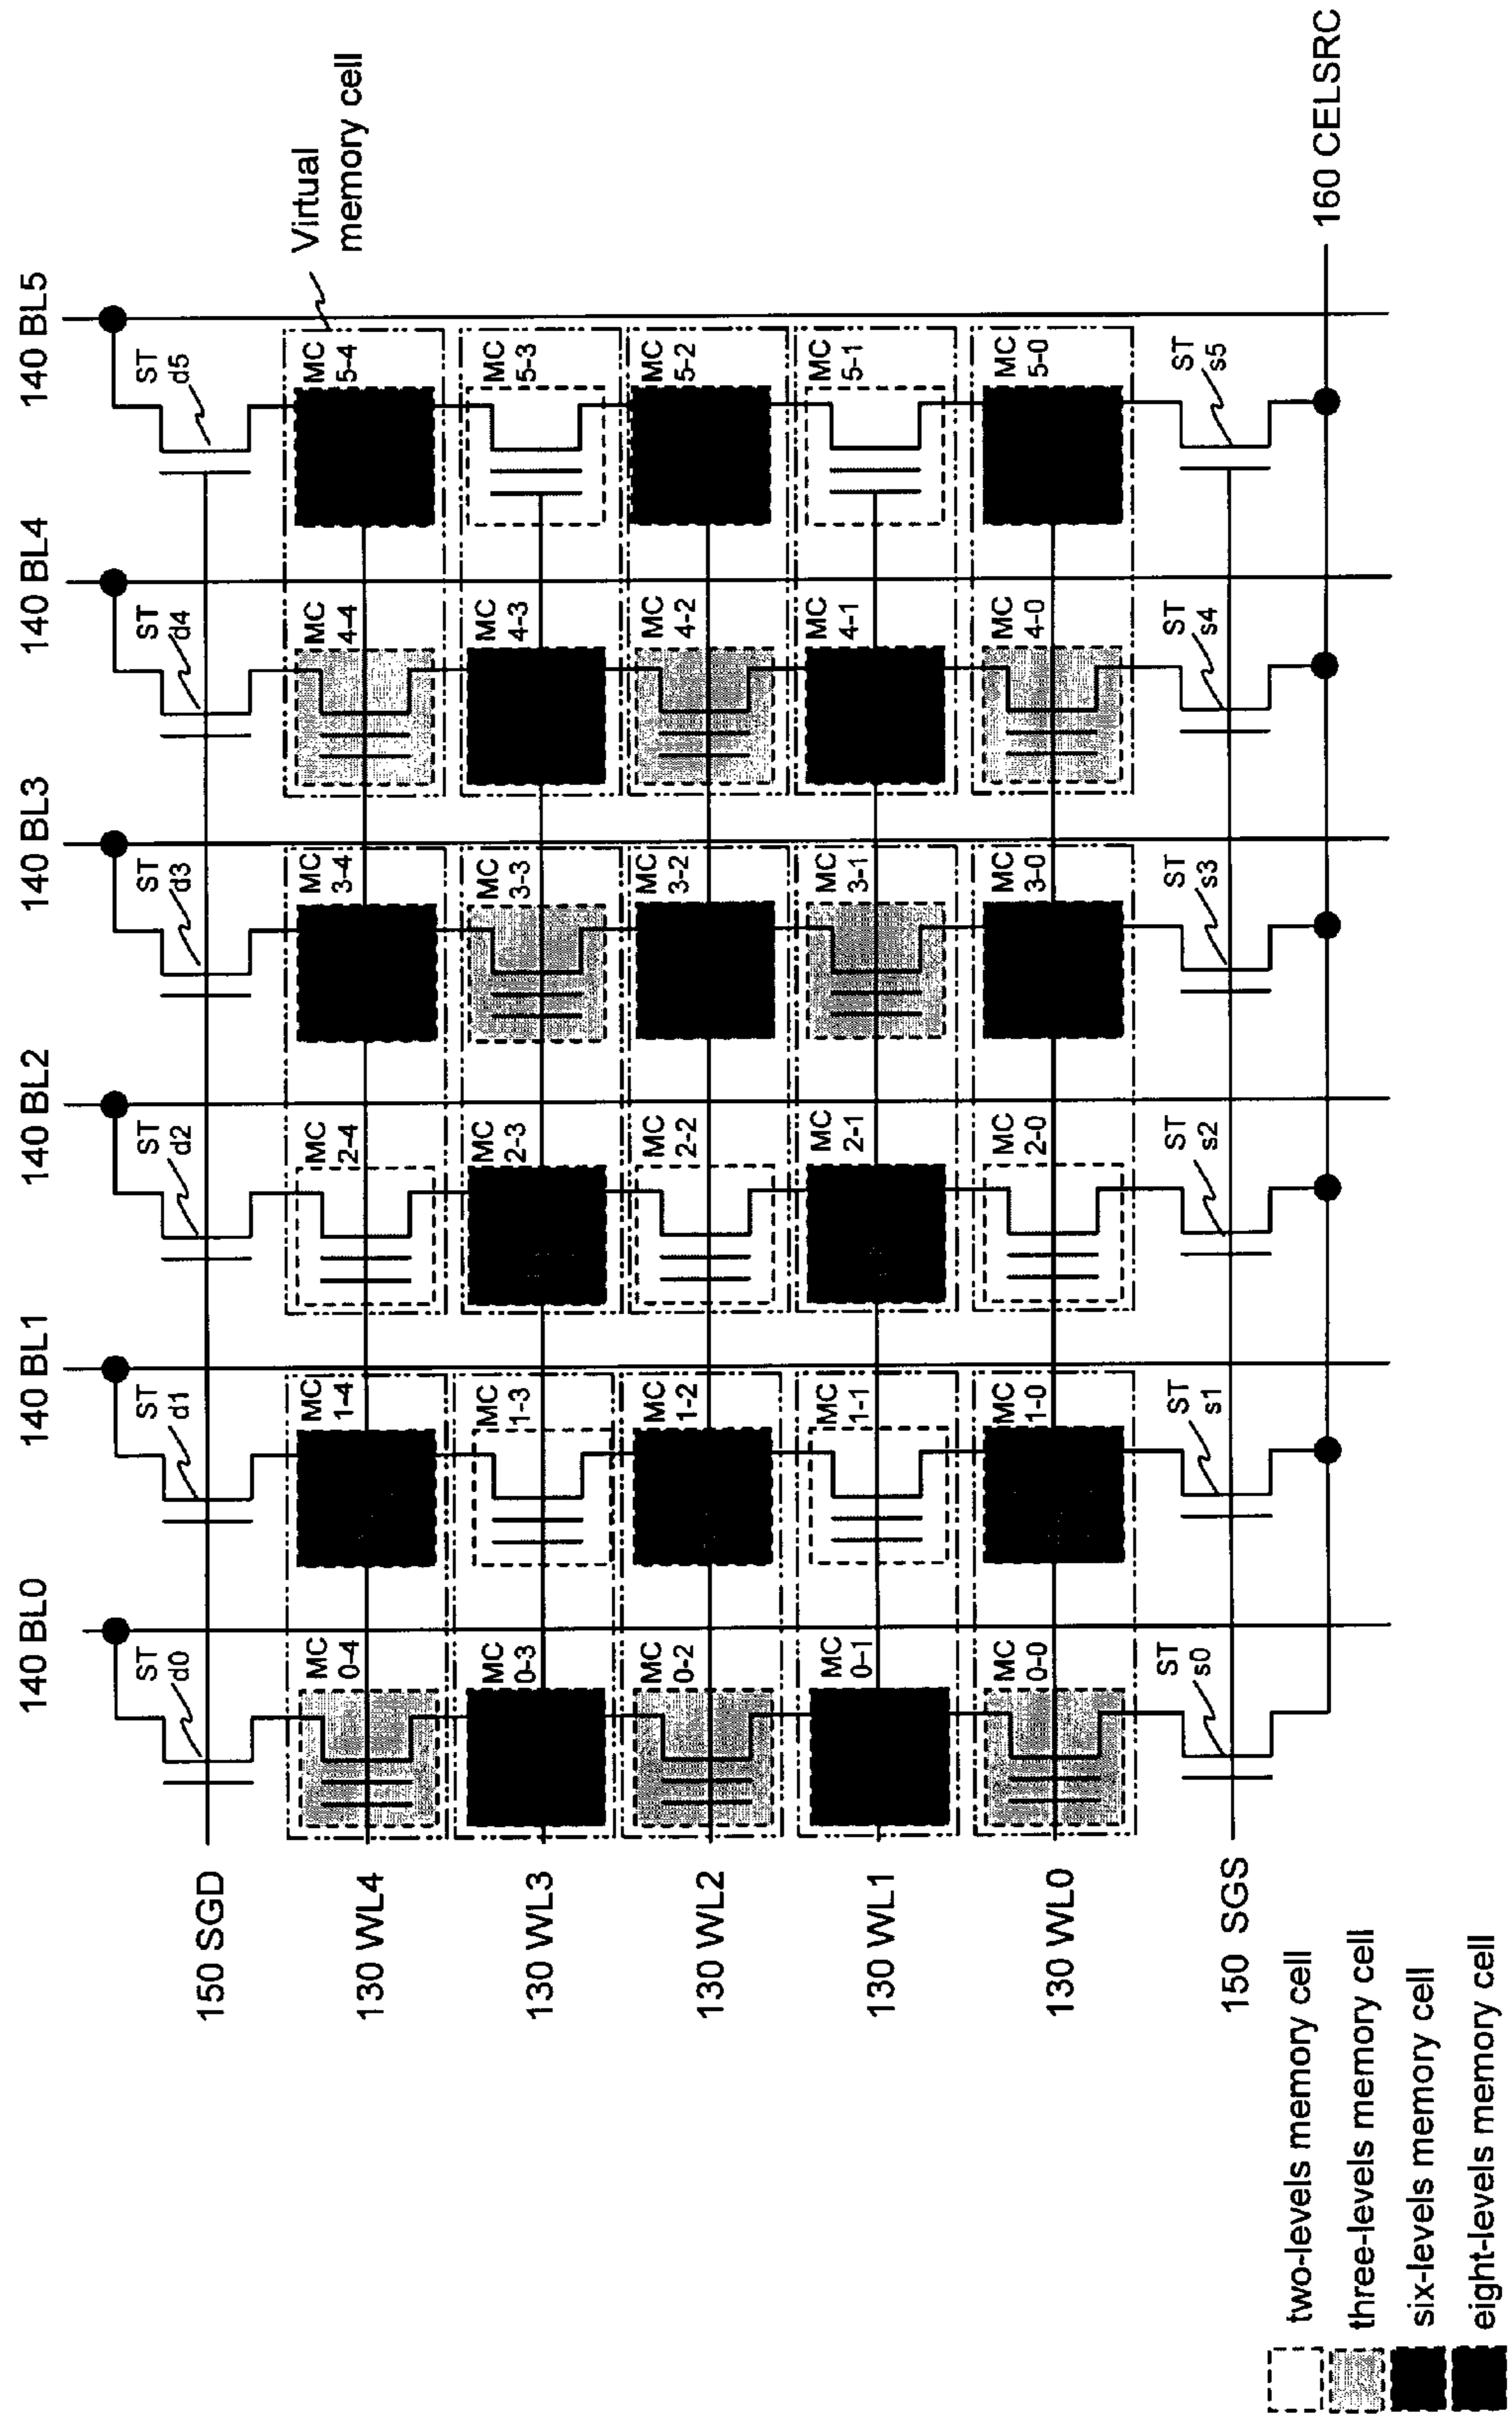 140 BL0
140 BL1
140 BL2
140 BL3
140 BL4
140 BL5
ST
d0
ST
d1
ST
d2
ST
d3
ST
d4
ST
d5
150 SGD
Virtual
memory cell
MC
0-4
MC
1-4
MC
2-4
MC
3-4
MC
4-4
MC
5-4
130 WL4
MC
0-3
MC
1-3
MC
2-3
MC
3-3
MC
4-3
MC
5-3
130 WL3
MC
0-2
MC
1-2
MC
2-2
MC
3-2
MC
4-2
MC
5-2
130 WL2
MC
0-1
MC
1-1
MC
2-1
MC
3-1
MC
4-1
MC
5-1
130 WL1
MC
0-0
MC
1-0
MC
2-0
MC
3-0
MC
4-0
MC
5-0
130 WL0
ST
s0
ST
s1
ST
s2
ST
s3
ST
s4
ST
s5
150 SGS
160 CELSRC
two-levels memory cell
three-levels memory cell
six-levels memory cell
eight-levels memory cell